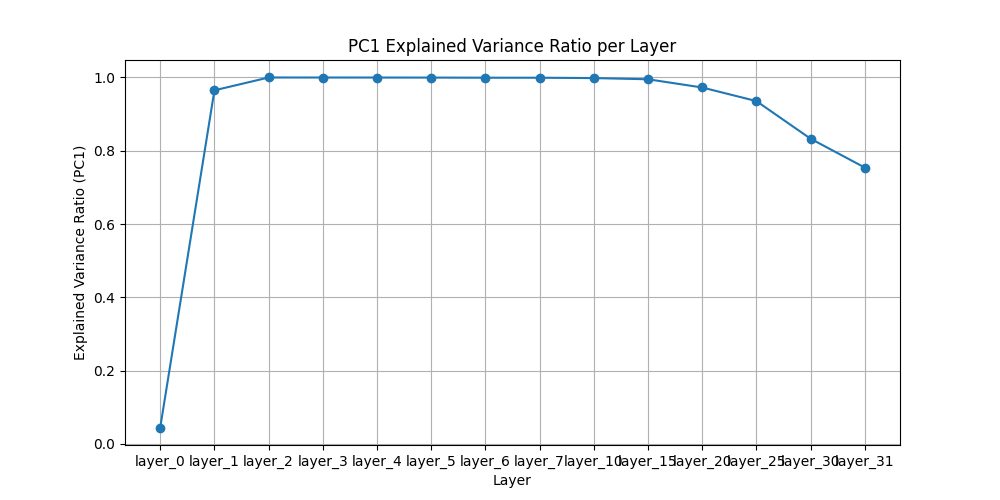 PC1 Explained Variance Ratio per Layer
Explained Variance Ratio (PC1)
1.0
0.8
0.6
0.4
0.2
0.0
layer_0 layer_1 layer_2 layer_3 layer_4 layer_5 layer_6 layer_7 layer_10 layer_15 layer_20 layer_25 layer_30 layer_31
Layer